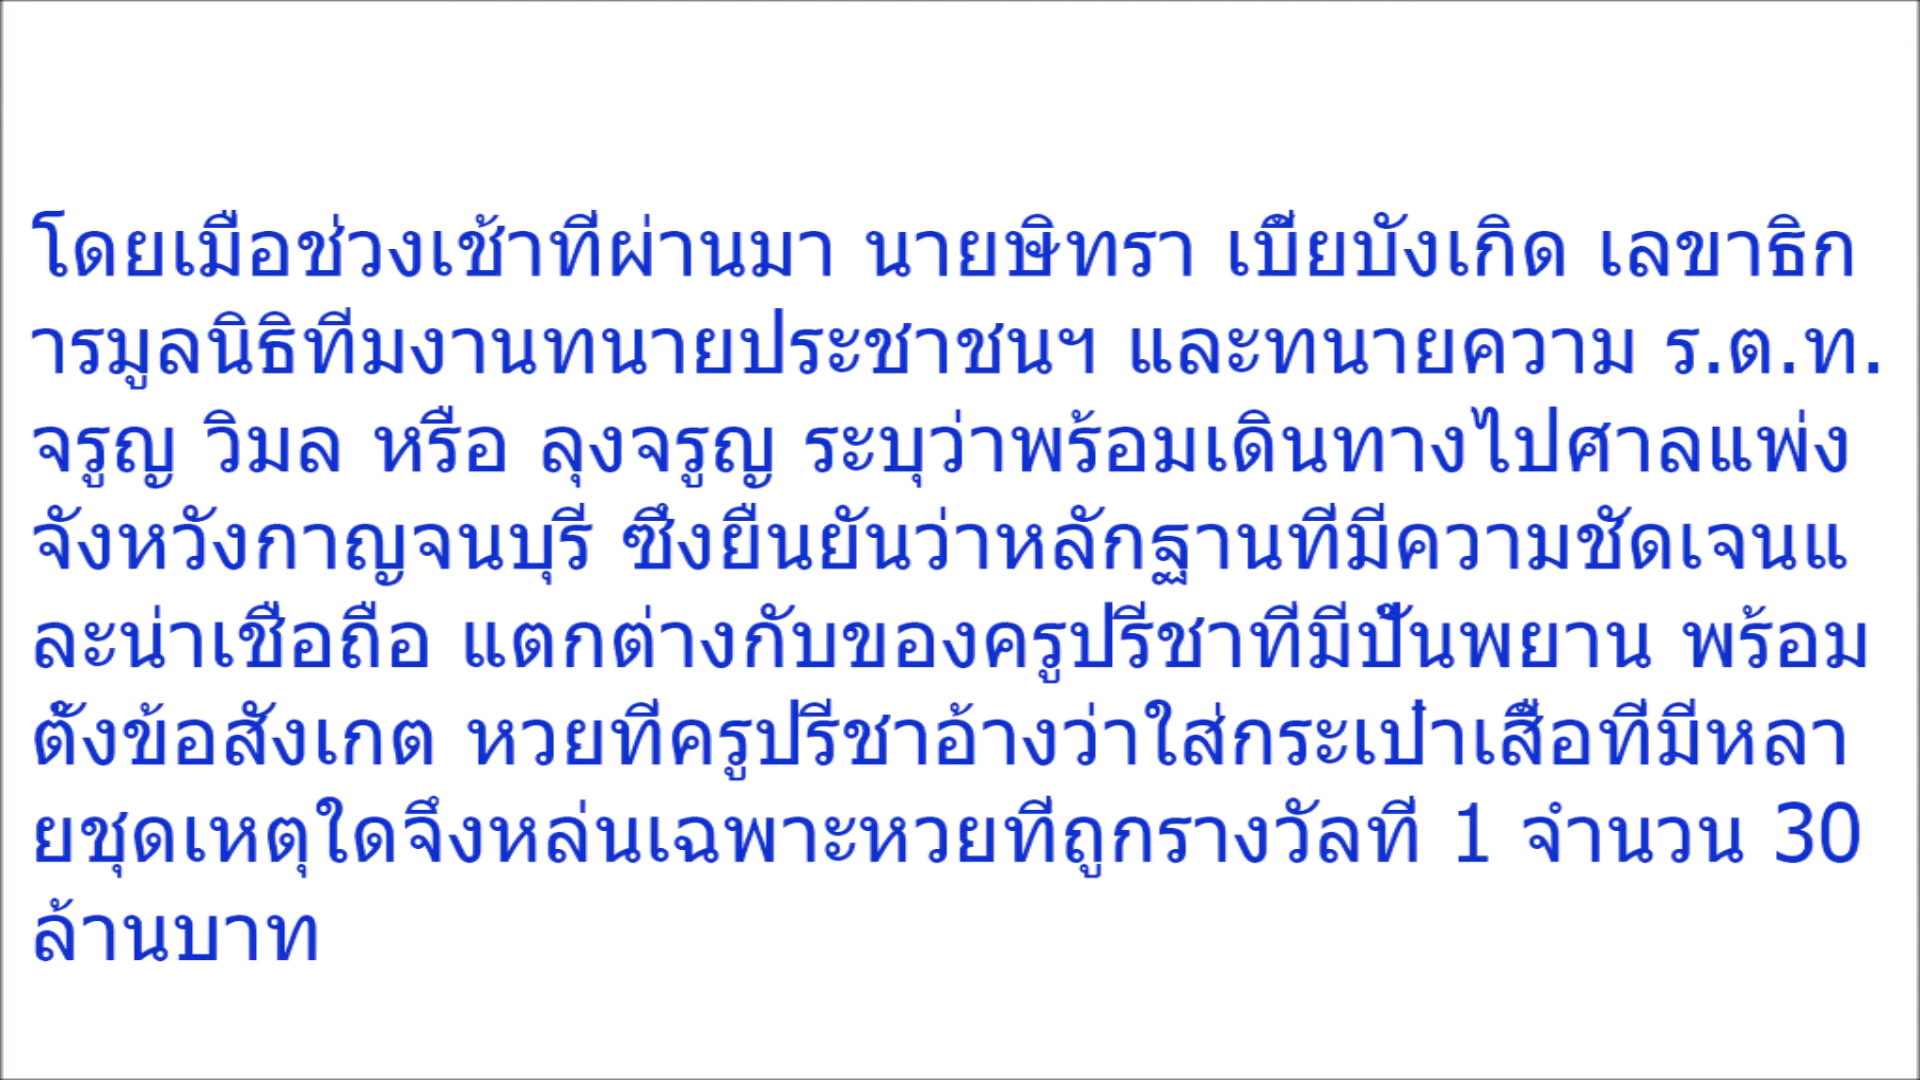 โดยเมื่อช่วงเช้าที่ผ่านมา นายษิทรา เบี้ยบังเกิด เลขาธิก
ารมูลนิธิทีมงานทนายประชาชนฯ และทนายความ ร.ต.ท.
จรูญ วิมล หรือ ลุงจรูญ ระบุว่าพร้อมเดินทางไปศาลแพ่ง
จังหวังกาญจนบุรี ซึ่งยืนยันว่าหลักฐานที่มีความชัดเจนแ
ละน่าเชื่อถือ แตกต่างกับของครูปรีชาที่มีปั้นพยาน พร้อม
ตั้งข้อสังเกต หวยที่ครูปรีชาอ้างว่าใส่กระเป๋าเสื้อที่มีหลา
ยชุดเหตุใดจึงหล่นเฉพาะหวยที่ถูกรางวัลที่ 1 จำนวน 30
ล้านบาท